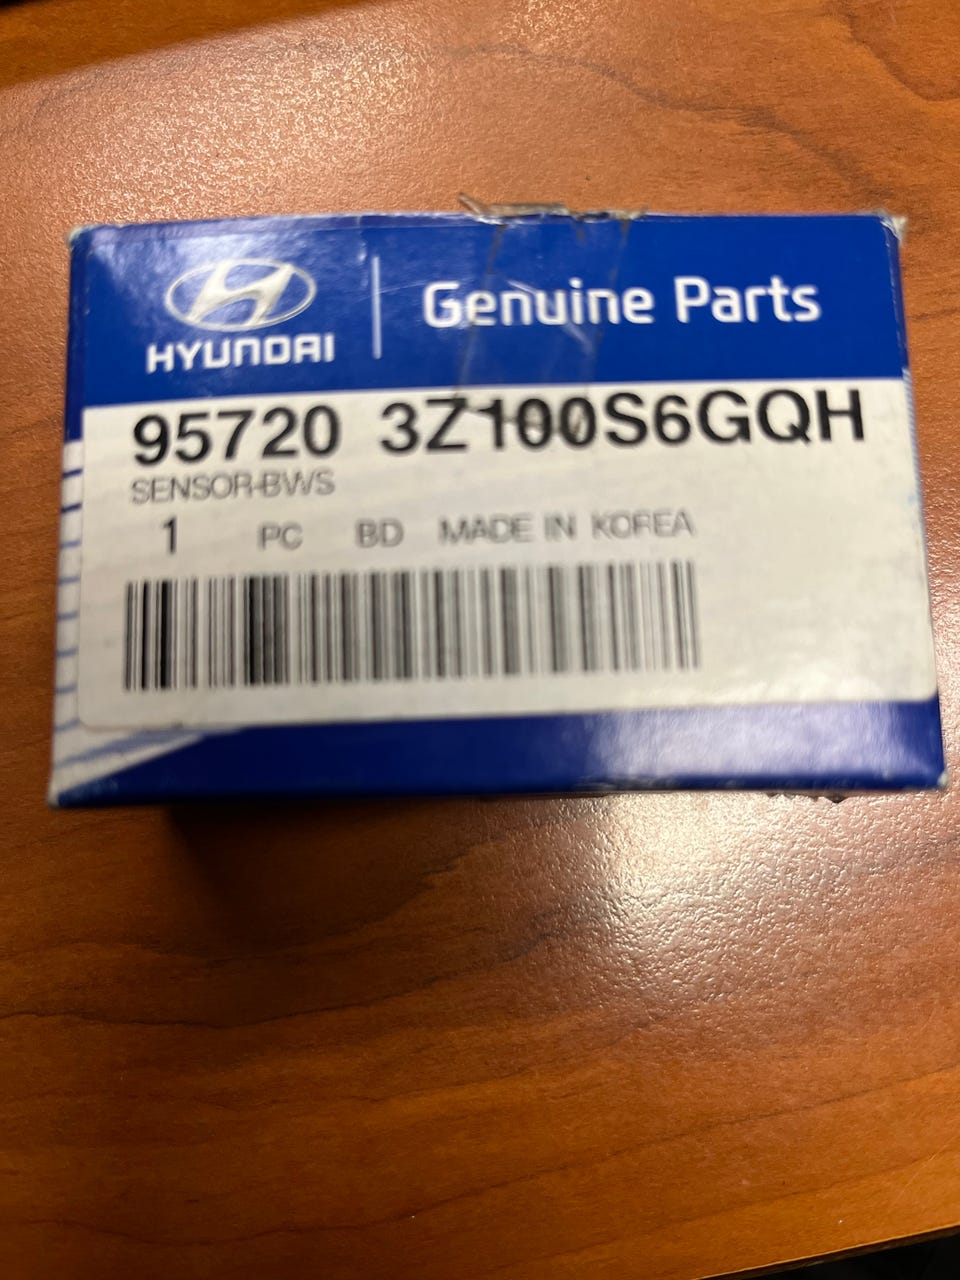 HYUNDAI
Genuine Parts
95720 3Z100S6GQH
SENSOR-BWS
1 PC BD MADE IN KOREA